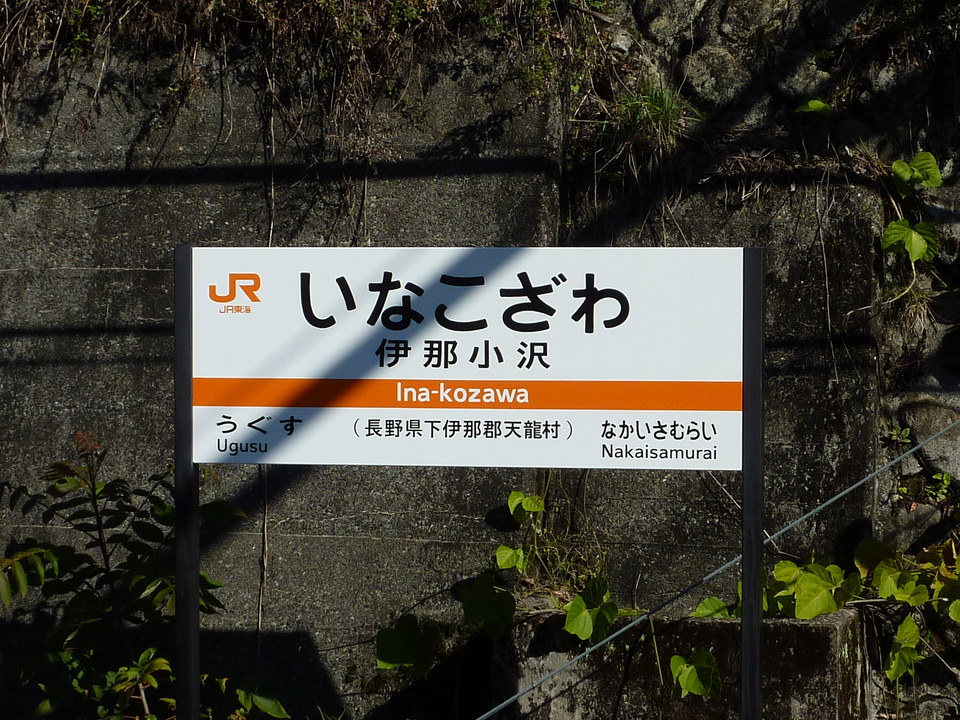 JR
JR東海
いなこざわ
伊那小沢
Ina-kozawa
うぐす
Ugusu
（長野県下伊那郡天龍村）
なかいさむらい
Nakaisamurai